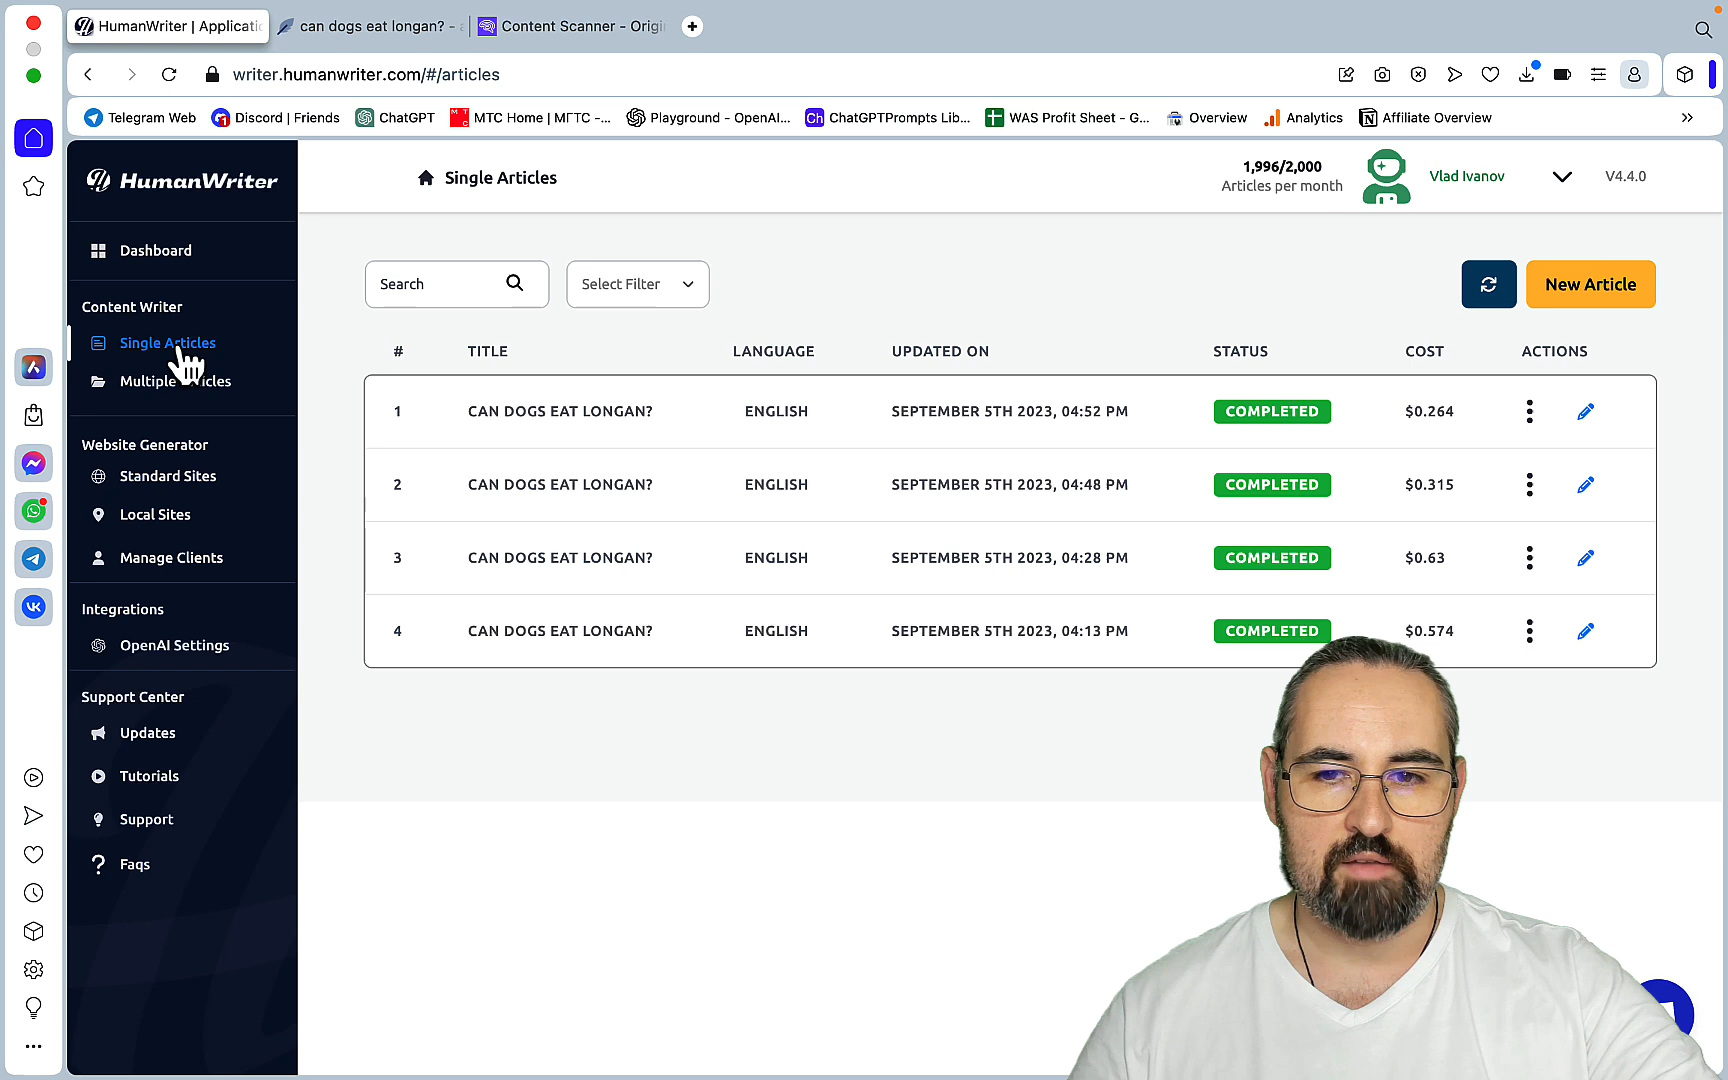 HumanWriter | Applicatio
can dogs eat longan? -
Content Scanner - Origi
writer.humanwriter.com/#/articles
Telegram Web
Discord | Friends
ChatGPT
МТС Home | МГТС -...
Playground - OpenAI...
Ch ChatGPTPrompts Lib...
WAS Profit Sheet - G...
Overview
Analytics
Affiliate Overview
HumanWriter
Single Articles
1,996/2,000
Articles per month
Vlad Ivanov
V4.4.0
Dashboard
Content Writer
Single Articles
Multiple
Website Generator
Standard Sites
Local Sites
Manage Clients
Integrations
OpenAI Settings
Support Center
Updates
Tutorials
Support
Faqs
Search
Select Filter
New Article
# TITLE LANGUAGE UPDATED ON STATUS COST ACTIONS
1 CAN DOGS EAT LONGAN? ENGLISH SEPTEMBER 5TH 2023, 04:52 PM COMPLETED $0.264
2 CAN DOGS EAT LONGAN? ENGLISH SEPTEMBER 5TH 2023, 04:48 PM COMPLETED $0.315
3 CAN DOGS EAT LONGAN? ENGLISH SEPTEMBER 5TH 2023, 04:28 PM COMPLETED $0.63
4 CAN DOGS EAT LONGAN? ENGLISH SEPTEMBER 5TH 2023, 04:13 PM COMPLETED $0.574